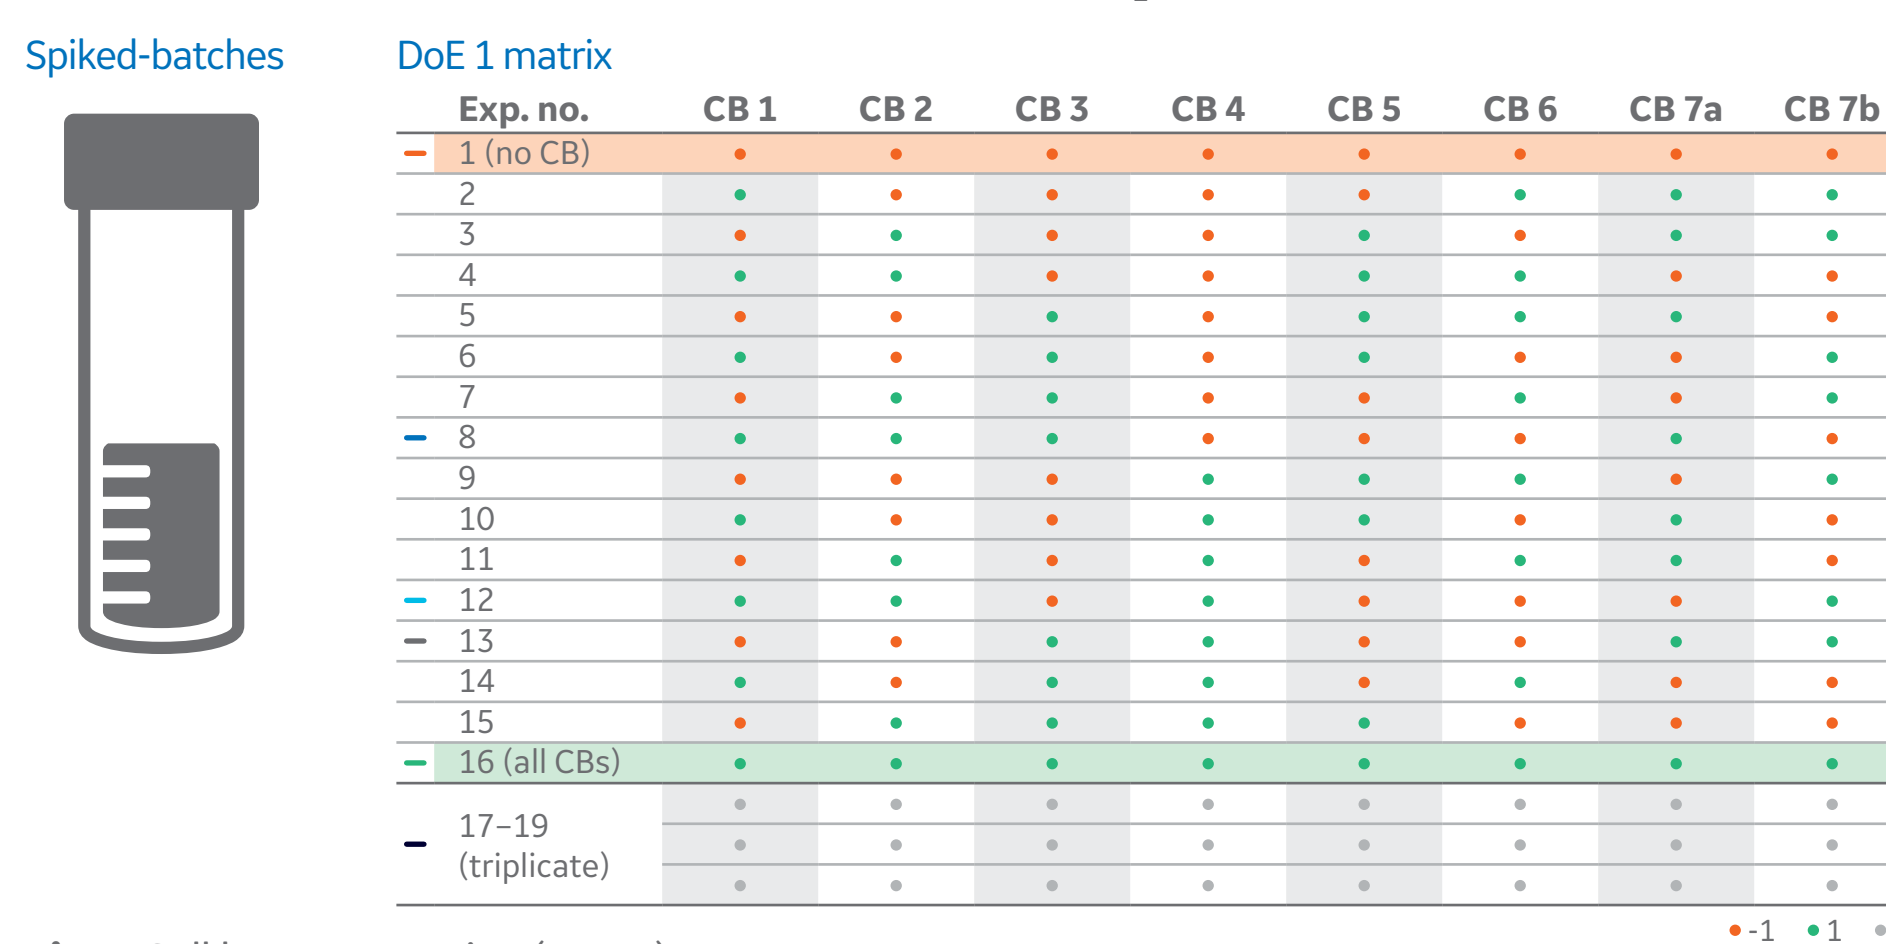 Spiked-batches
DoE 1 matrix
Exp. no. CB 1 CB 2 CB 3 CB 4 CB 5 CB 6 CB 7a CB 7b
1 (no CB)
2
3
4
5
6
7
8
9
10
11
12
13
14
15
16 (all CBs)
17–19
(triplicate)
-1 1